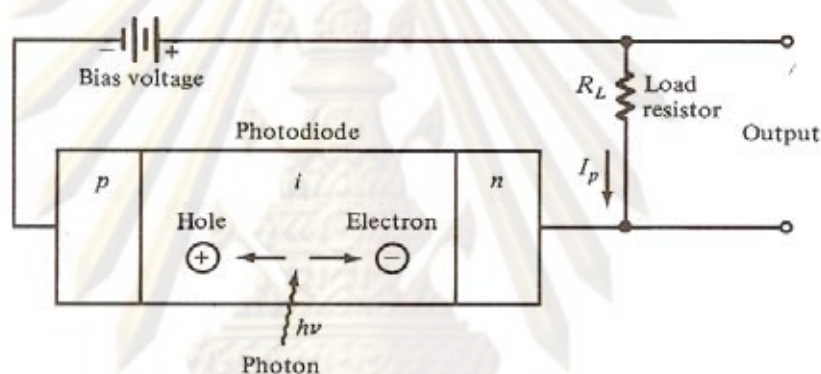 − +
Bias voltage
R_L Load
resistor
Output
Photodiode
I_p
p i n
Hole Electron
+ −
hν
Photon